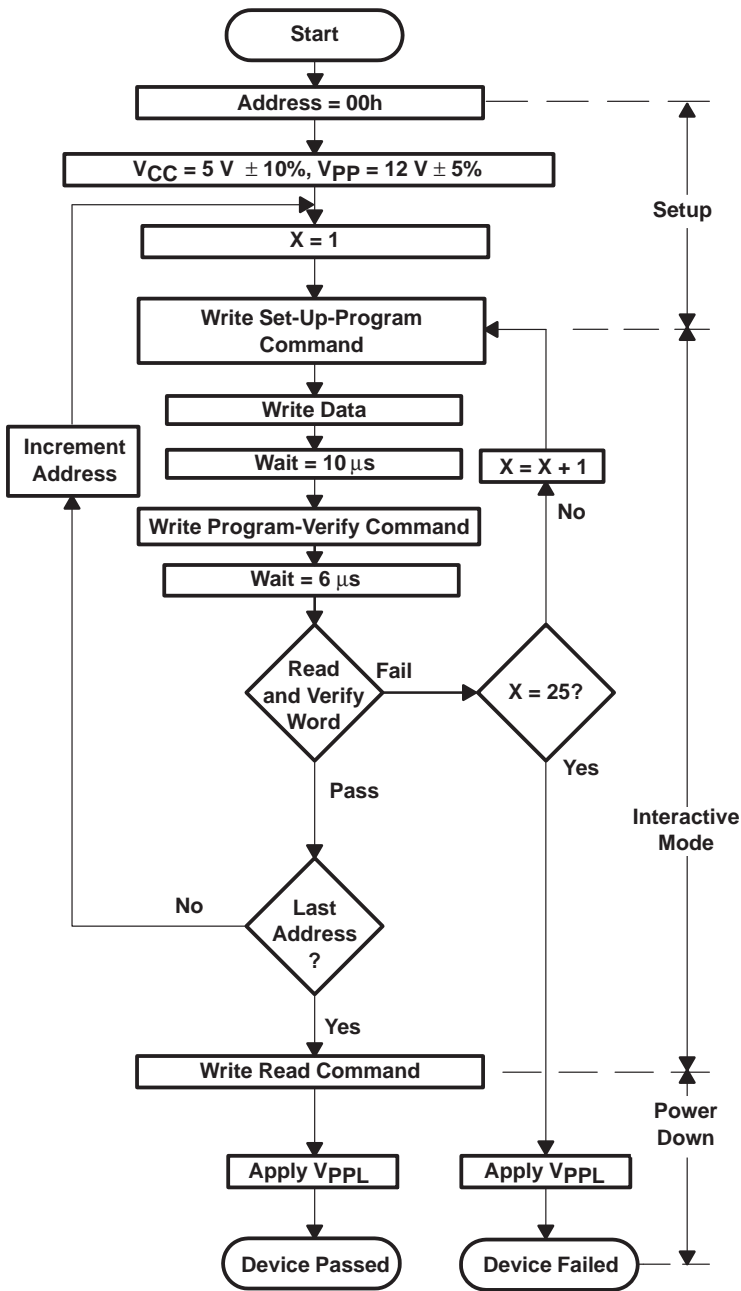 Start
Address = 00h
VCC = 5 V ± 10%, VPP = 12 V ± 5%
Setup
X = 1
Write Set-Up-Program
Command
Write Data
Increment
Address
Wait = 10 µs
X = X + 1
No
Write Program-Verify Command
Wait = 6 µs
Read
and Verify
Word
Fail
X = 25?
Yes
Pass
Interactive
Mode
No
Last
Address
?
Yes
Write Read Command
Power
Down
Apply VPPL
Apply VPPL
Device Passed
Device Failed